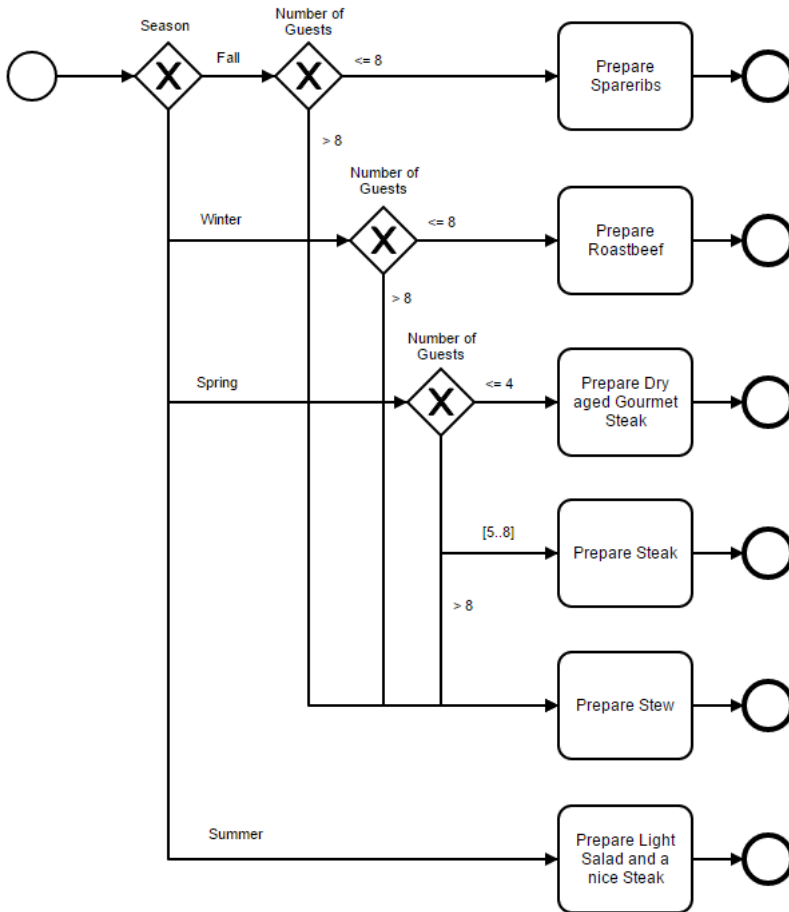 Season
Fall
Number of
Guests
<= 8
Prepare
Spareribs
> 8
Winter
Number of
Guests
<= 8
Prepare
Roastbeef
> 8
Spring
Number of
Guests
<= 4
Prepare Dry
aged Gourmet
Steak
[5..8]
Prepare Steak
> 8
Prepare Stew
Summer
Prepare Light
Salad and a
nice Steak